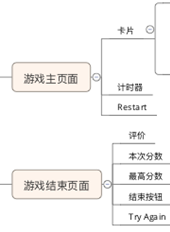 卡片
游戏主页面
计时器
Restart
评价
本次分数
游戏结束页面
最高分数
结束按钮
Try Again